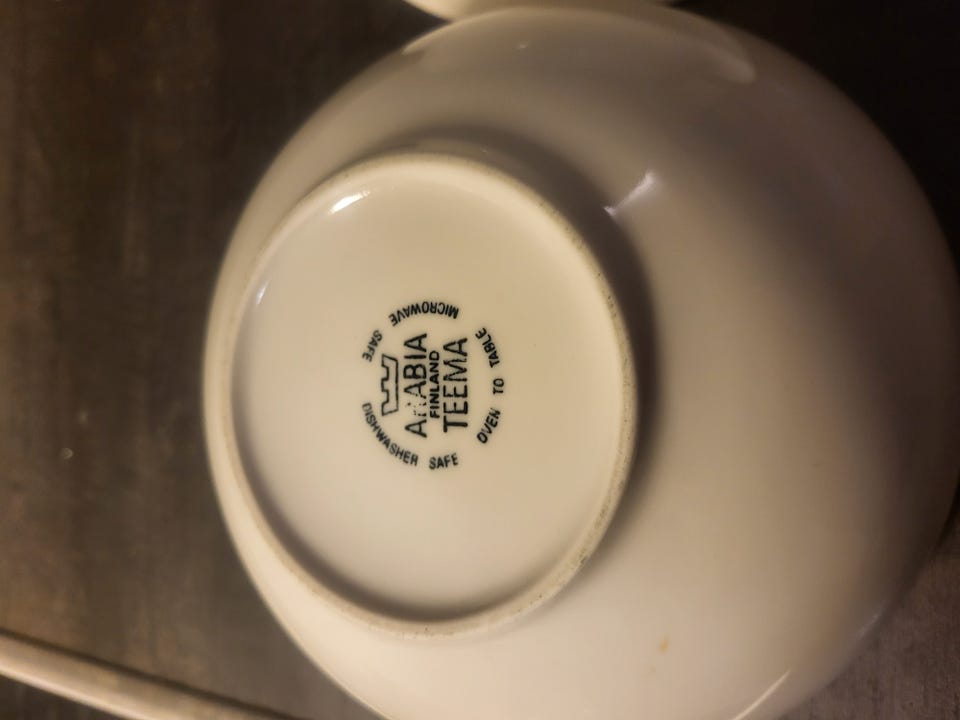 ARABIA
FINLAND
TEEMA
DISHWASHER SAFE
OVEN TO TABLE
MICROWAVE SAFE